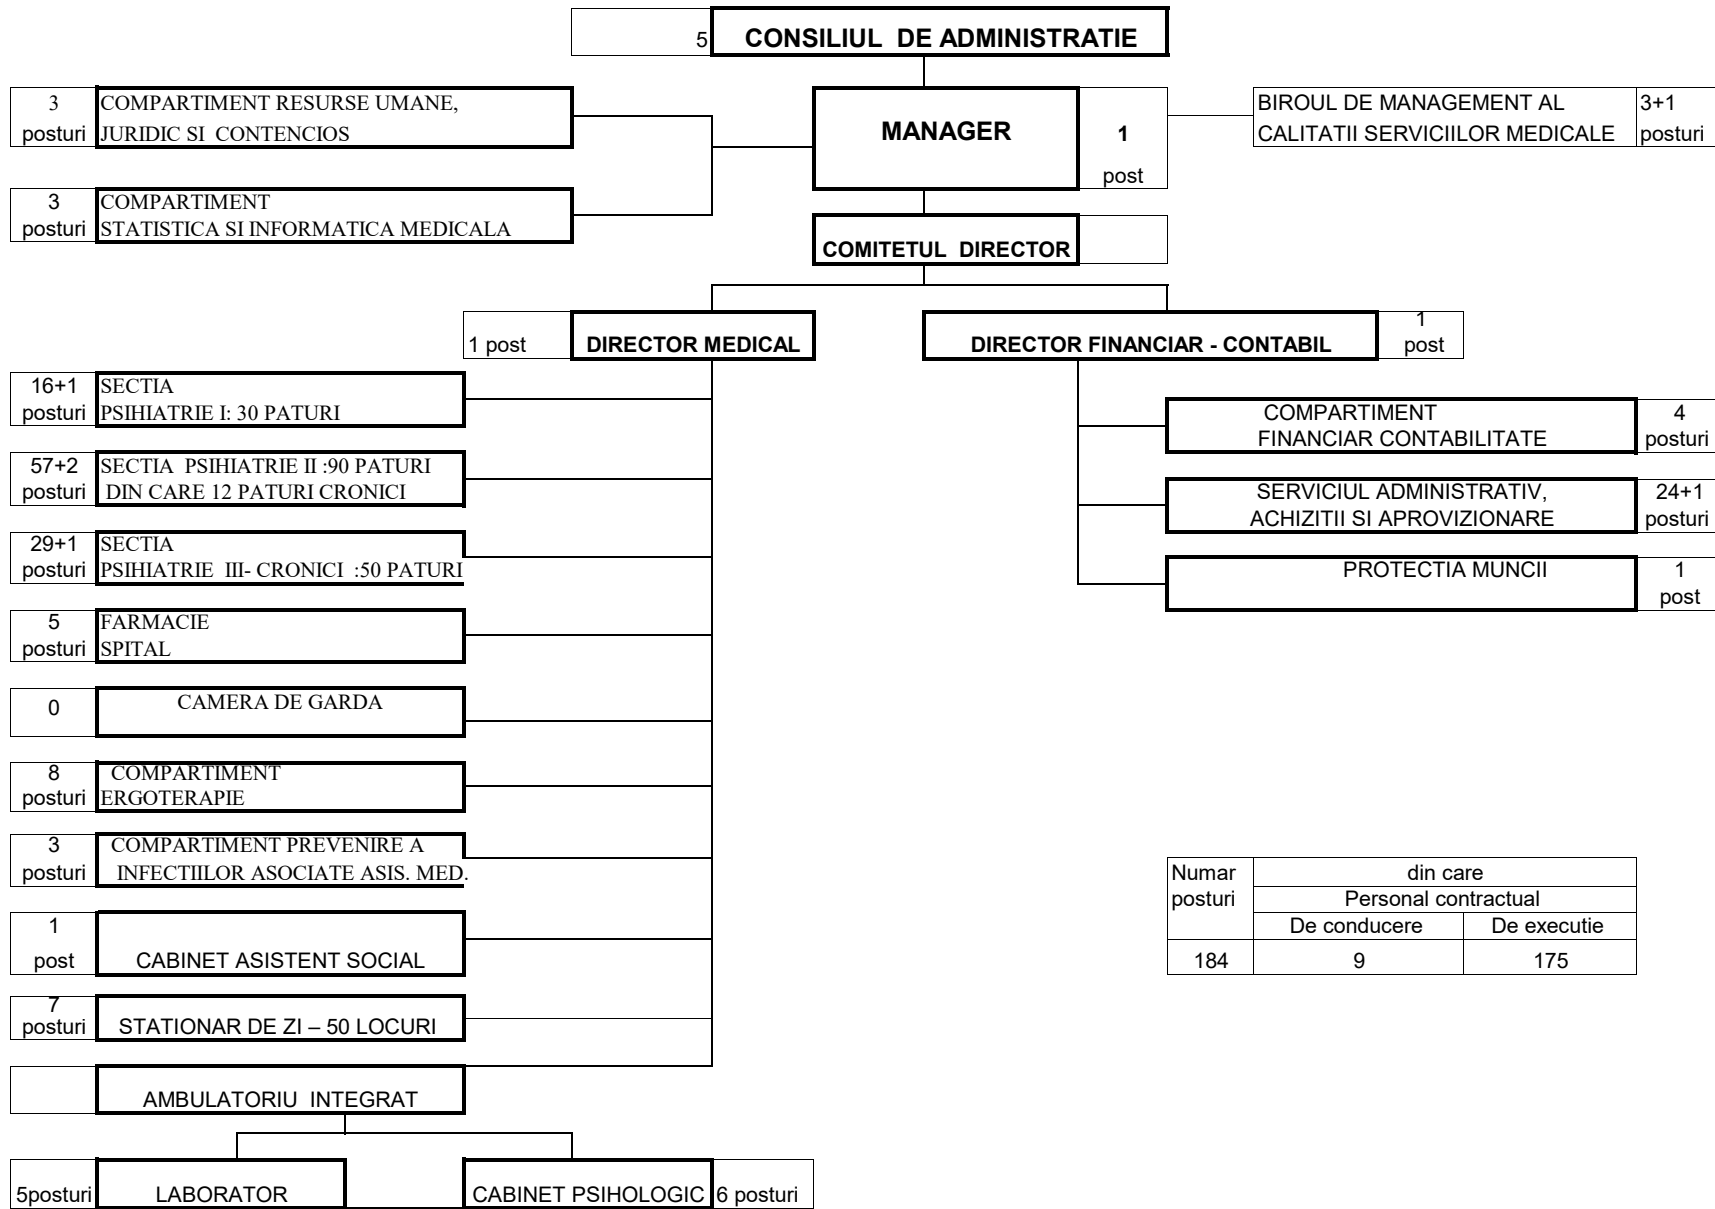 5 CONSILIUL DE ADMINISTRATIE
3
posturi
COMPARTIMENT RESURSE UMANE,
JURIDIC SI CONTENCIOS
MANAGER
1
post
BIROUL DE MANAGEMENT AL
CALITATII SERVICIILOR MEDICALE
3+1
posturi
3
posturi
COMPARTIMENT
STATISTICA SI INFORMATICA MEDICALA
COMITETUL DIRECTOR
1 post
DIRECTOR MEDICAL
DIRECTOR FINANCIAR - CONTABIL
1
post
16+1
posturi
SECTIA
PSIHIATRIE I: 30 PATURI
57+2
posturi
SECTIA PSIHIATRIE II :90 PATURI
DIN CARE 12 PATURI CRONICI
29+1
posturi
SECTIA
PSIHIATRIE III- CRONICI :50 PATURI
5
posturi
FARMACIE
SPITAL
0
CAMERA DE GARDA
8
posturi
COMPARTIMENT
ERGOTERAPIE
3
posturi
COMPARTIMENT PREVENIRE A
INFECTIILOR ASOCIATE ASIS. MED.
1
post
CABINET ASISTENT SOCIAL
7
posturi
STATIONAR DE ZI – 50 LOCURI
AMBULATORIU INTEGRAT
5posturi
LABORATOR
CABINET PSIHOLOGIC
6 posturi
COMPARTIMENT
FINANCIAR CONTABILITATE
4
posturi
SERVICIUL ADMINISTRATIV,
ACHIZITII SI APROVIZIONARE
24+1
posturi
PROTECTIA MUNCII
1
post
Numar
posturi
din care
Personal contractual
De conducere
De executie
184
9
175